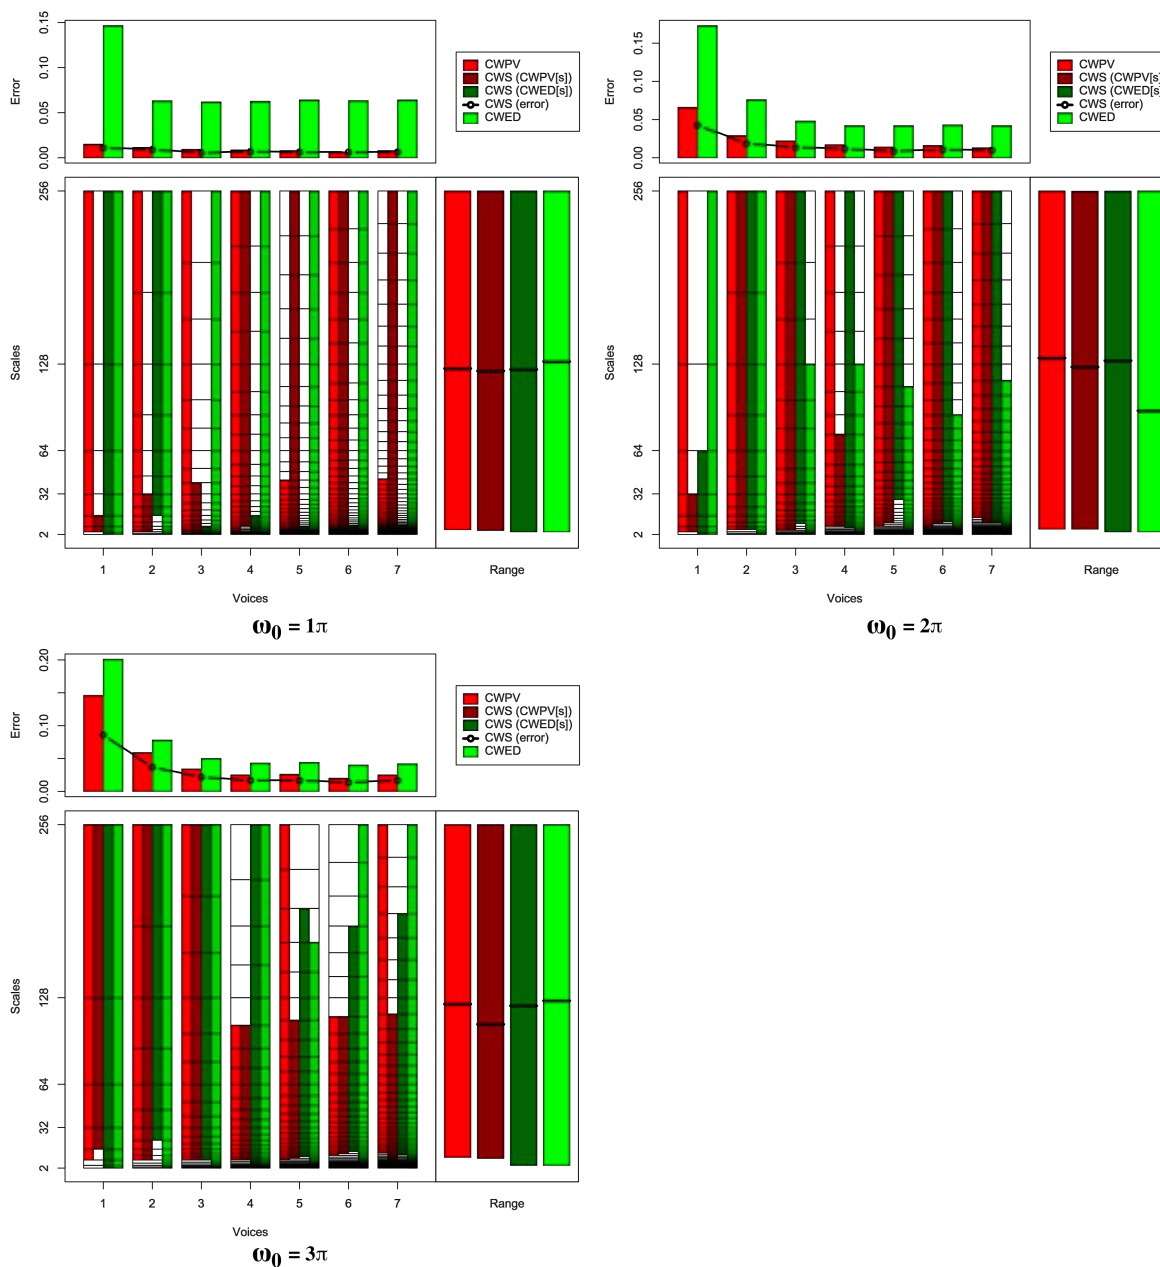 0.15
0.10
0.05
0.00
Error
CWPV
CWS (CWPV[s])
CWS (CWED[s])
CWS (error)
CWED
256
128
64
32
2
Scales
1 2 3 4 5 6 7
Range
Voices
ω0 = 1π
0.15
0.10
0.05
0.00
Error
CWPV
CWS (CWPV[s]
CWS (CWED[s]
CWS (error)
CWED
256
128
64
32
2
Scales
1 2 3 4 5 6 7
Range
Voices
ω0 = 2π
0.20
0.10
0.00
Error
CWPV
CWS (CWPV[s])
CWS (CWED[s])
CWS (error)
CWED
256
128
64
32
2
Scales
1 2 3 4 5 6 7
Range
Voices
ω0 = 3π